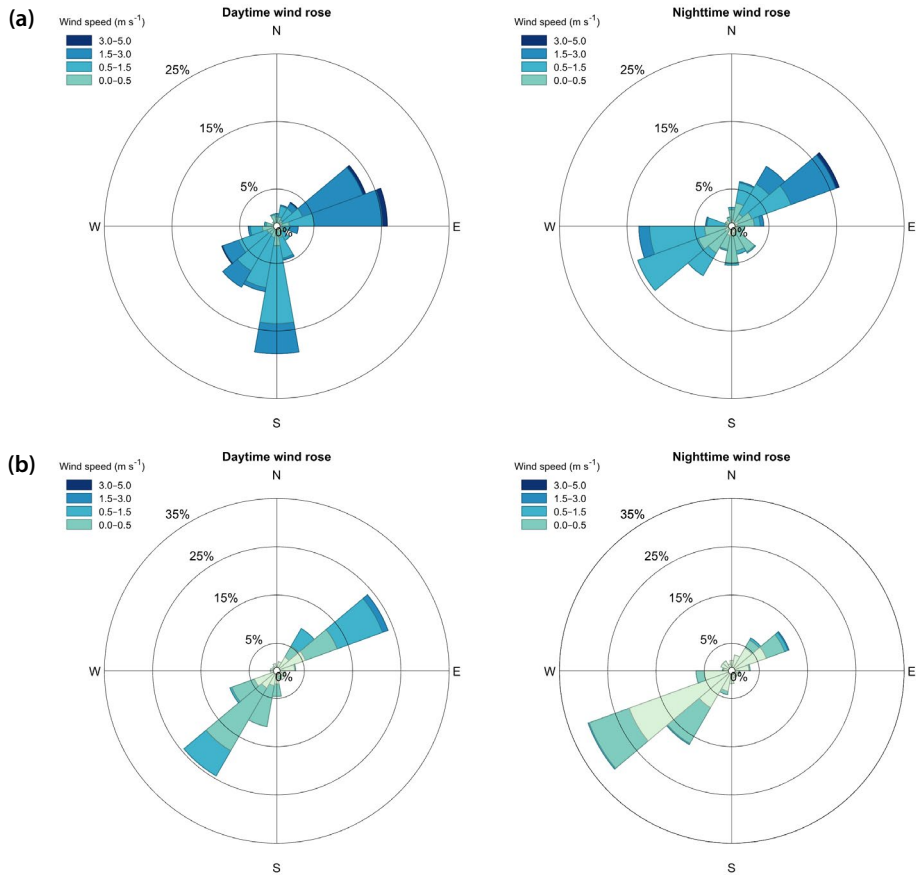 (a)
Daytime wind rose
Wind speed (m s⁻¹)
3.0–5.0
1.5–3.0
0.5–1.5
0.0–0.5
N
25%
15%
5%
0%
W
E
S
Nighttime wind rose
Wind speed (m s⁻¹)
3.0–5.0
1.5–3.0
0.5–1.5
0.0–0.5
N
25%
15%
5%
0%
W
E
S
(b)
Daytime wind rose
Wind speed (m s⁻¹)
3.0–5.0
1.5–3.0
0.5–1.5
0.0–0.5
N
35%
25%
15%
5%
0%
W
E
S
Nighttime wind rose
Wind speed (m s⁻¹)
3.0–5.0
1.5–3.0
0.5–1.5
0.0–0.5
N
35%
25%
15%
5%
0%
W
E
S